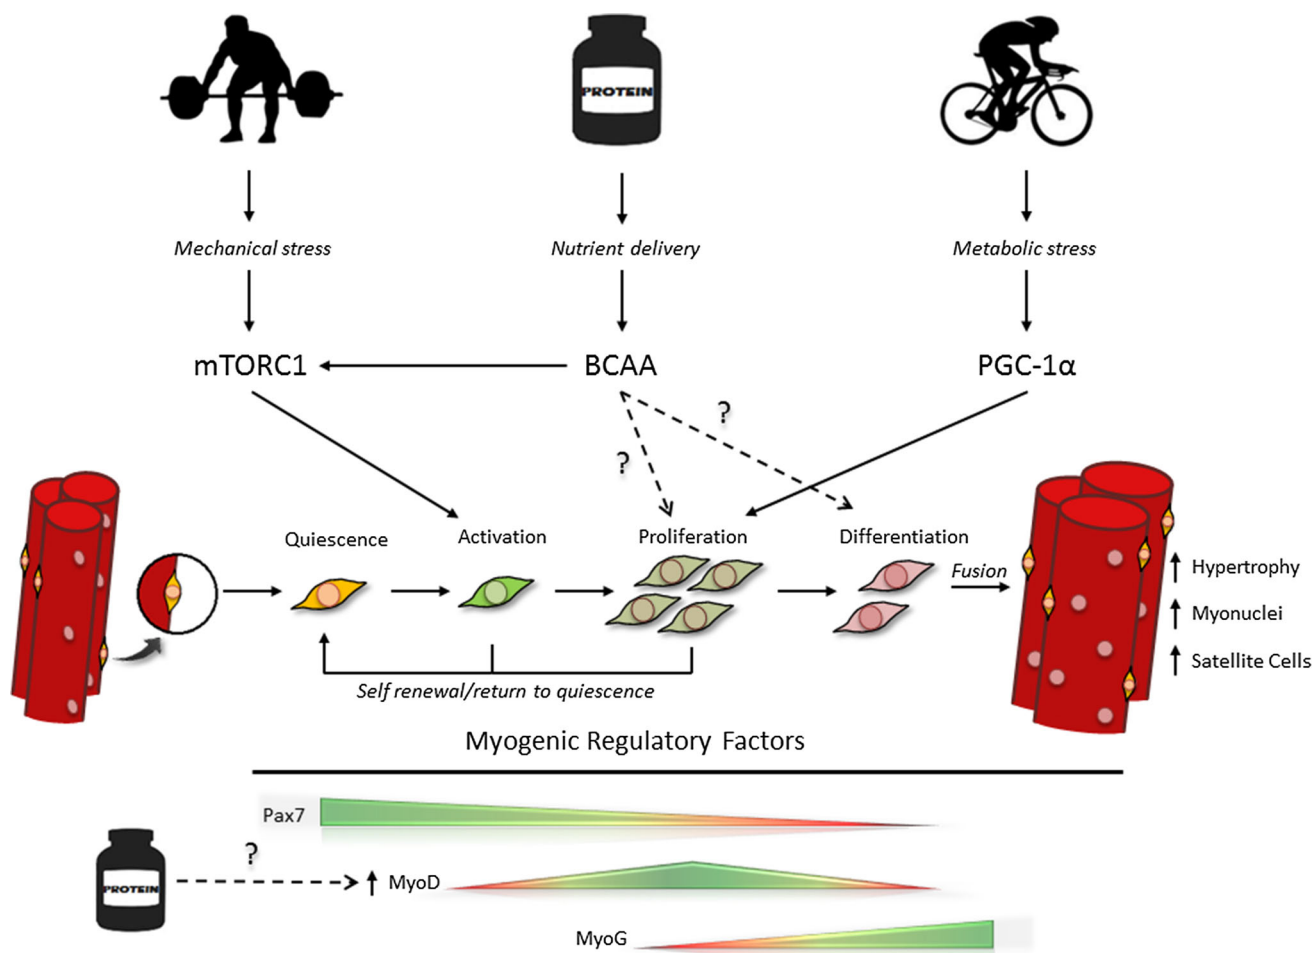 PROTEIN
Mechanical stress
Nutrient delivery
Metabolic stress
mTORC1
BCAA
PGC-1α
?
?
Quiescence
Activation
Proliferation
Differentiation
Fusion
Hypertrophy
Myonuclei
Satellite Cells
Self renewal/return to quiescence
Myogenic Regulatory Factors
Pax7
?
PROTEIN
MyoD
MyoG